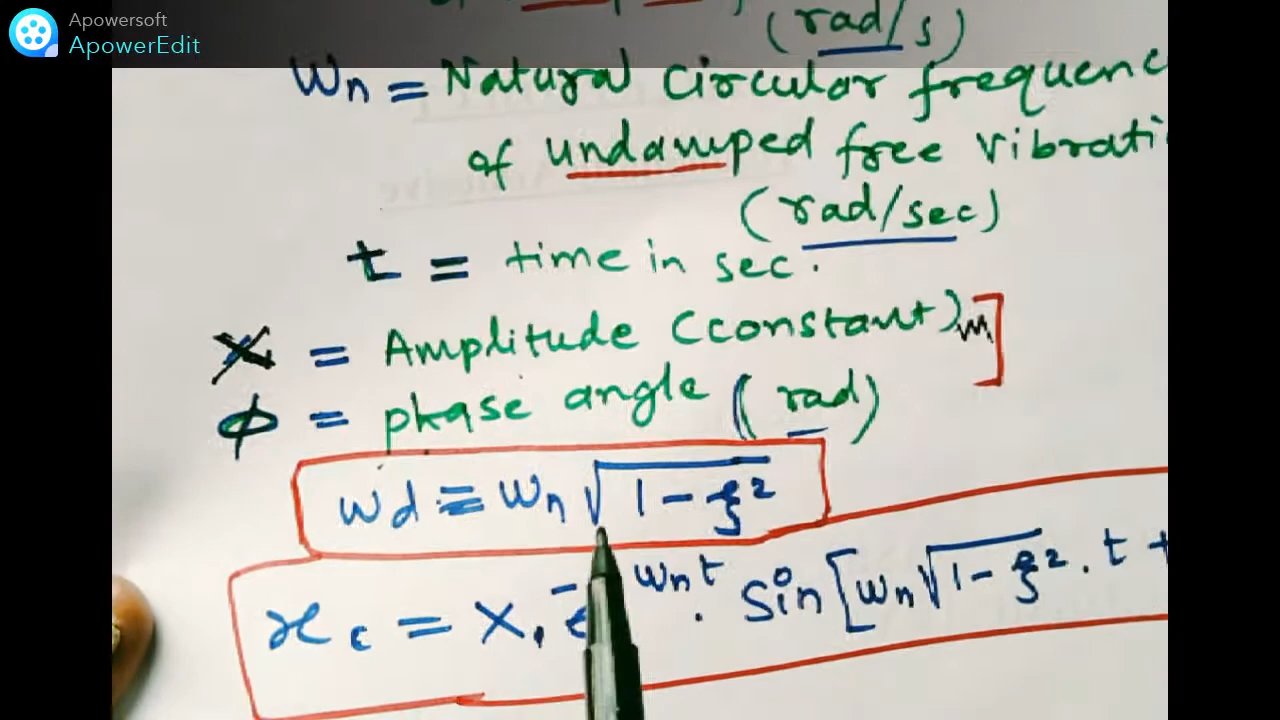 Apowersoft
ApowerEdit
(rad/s)
Wn = Natural Circular frequenc
of undamped free vibrati
(rad/sec)
t = time in sec.
X = Amplitude (constant) m]
ϕ = phase angle (rad)
wd = wn √1-ξ²
xc = X. e⁻ wnt . Sin [wn √1-ξ² . t +